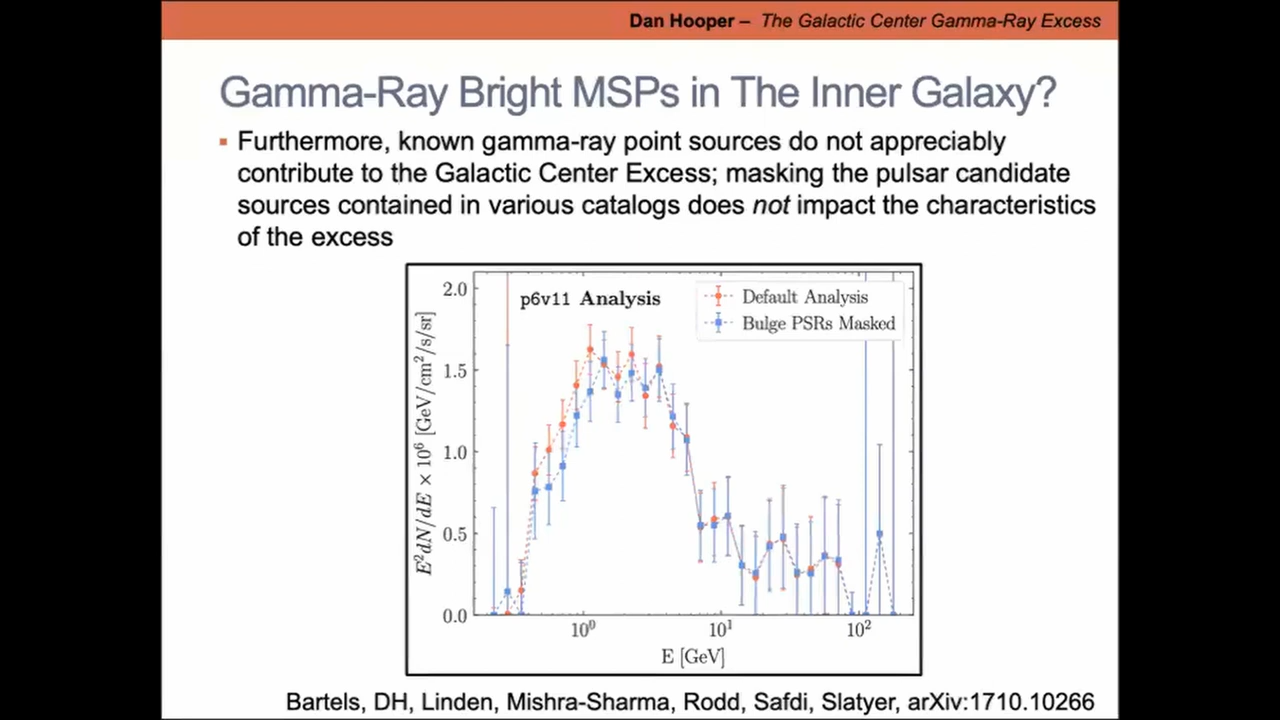 Dan Hooper – The Galactic Center Gamma-Ray Excess
Gamma-Ray Bright MSPs in The Inner Galaxy?
▪ Furthermore, known gamma-ray point sources do not appreciably
contribute to the Galactic Center Excess; masking the pulsar candidate
sources contained in various catalogs does not impact the characteristics
of the excess
p6v11 Analysis
Default Analysis
Bulge PSRs Masked
E²dN/dE × 10⁶ [GeV/cm²/s/sr]
2.0
1.5
1.0
0.5
0.0
10⁰ 10¹ 10²
E [GeV]
Bartels, DH, Linden, Mishra-Sharma, Rodd, Safdi, Slatyer, arXiv:1710.10266